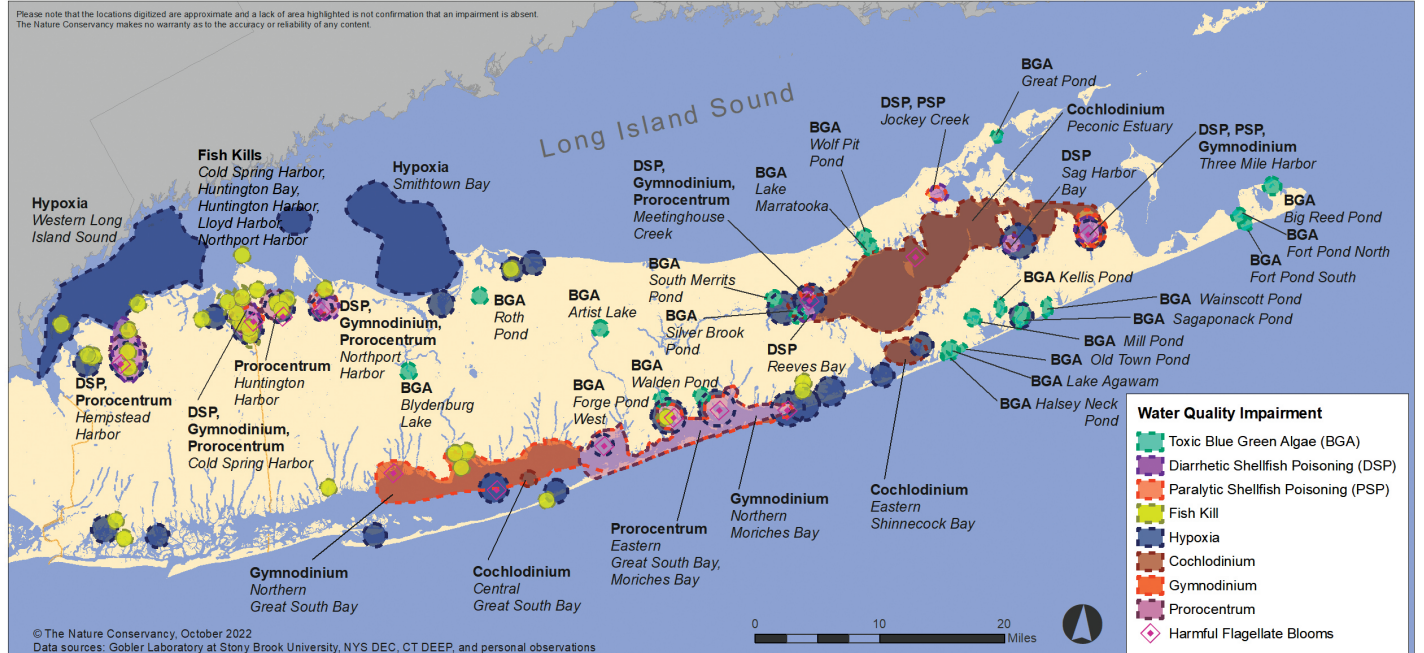 Please note that the locations digitized are approximate and a lack of area highlighted is not confirmation that an impairment is absent.
The Nature Conservancy makes no warranty as to the accuracy or reliability of any content.
Long Island Sound
BGA
Great Pond
DSP, PSP
Jockey Creek
Cochlodinium
Peconic Estuary
BGA
Wolf Pit
Pond
DSP, PSP,
Gymnodinium
Three Mile Harbor
DSP
Sag Harbor
Bay
Fish Kills
Cold Spring Harbor,
Huntington Bay,
Huntington Harbor,
Lloyd Harbor,
Northport Harbor
Hypoxia
Smithtown Bay
DSP,
Gymnodinium,
Prorocentrum
Meetinghouse
Creek
BGA
Lake
Marratooka
Hypoxia
Western Long
Island Sound
BGA
Big Reed Pond
BGA
Fort Pond North
BGA
Fort Pond South
BGA
South Merrits
Pond
BGA Kellis Pond
BGA
Roth
Pond
BGA
Artist Lake
BGA
Silver Brook
Pond
BGA Wainscott Pond
BGA Sagaponack Pond
BGA Mill Pond
BGA Old Town Pond
BGA Lake Agawam
BGA Halsey Neck
Pond
DSP,
Gymnodinium,
Prorocentrum
Northport
Harbor
DSP
Reeves Bay
Prorocentrum
Huntington
Harbor
BGA
Walden Pond
DSP,
Prorocentrum
Hempstead
Harbor
BGA
Blydenburg
Lake
BGA
Forge Pond
West
DSP,
Gymnodinium,
Prorocentrum
Cold Spring Harbor
Cochlodinium
Eastern
Shinnecock Bay
Gymnodinium
Northern
Moriches Bay
Prorocentrum
Eastern
Great South Bay,
Moriches Bay
Gymnodinium
Northern
Great South Bay
Cochlodinium
Central
Great South Bay
Water Quality Impairment
Toxic Blue Green Algae (BGA)
Diarrhetic Shellfish Poisoning (DSP)
Paralytic Shellfish Poisoning (PSP)
Fish Kill
Hypoxia
Cochlodinium
Gymnodinium
Prorocentrum
Harmful Flagellate Blooms
0 10 20
Miles
© The Nature Conservancy, October 2022
Data sources: Gobler Laboratory at Stony Brook University, NYS DEC, CT DEEP, and personal observations